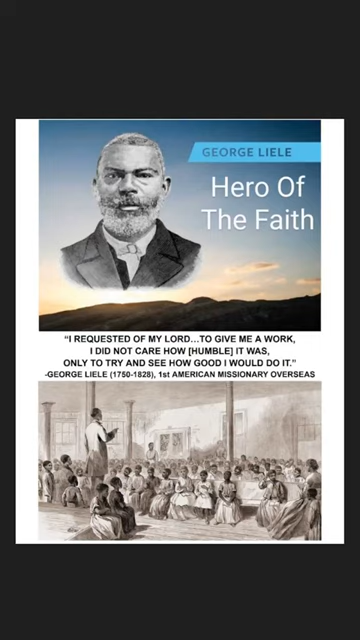 GEORGE LIELE
Hero Of
The Faith
“I REQUESTED OF MY LORD...TO GIVE ME A WORK,
I DID NOT CARE HOW [HUMBLE] IT WAS,
ONLY TO TRY AND SEE HOW GOOD I WOULD DO IT.”
-GEORGE LIELE (1750-1828), 1st AMERICAN MISSIONARY OVERSEAS